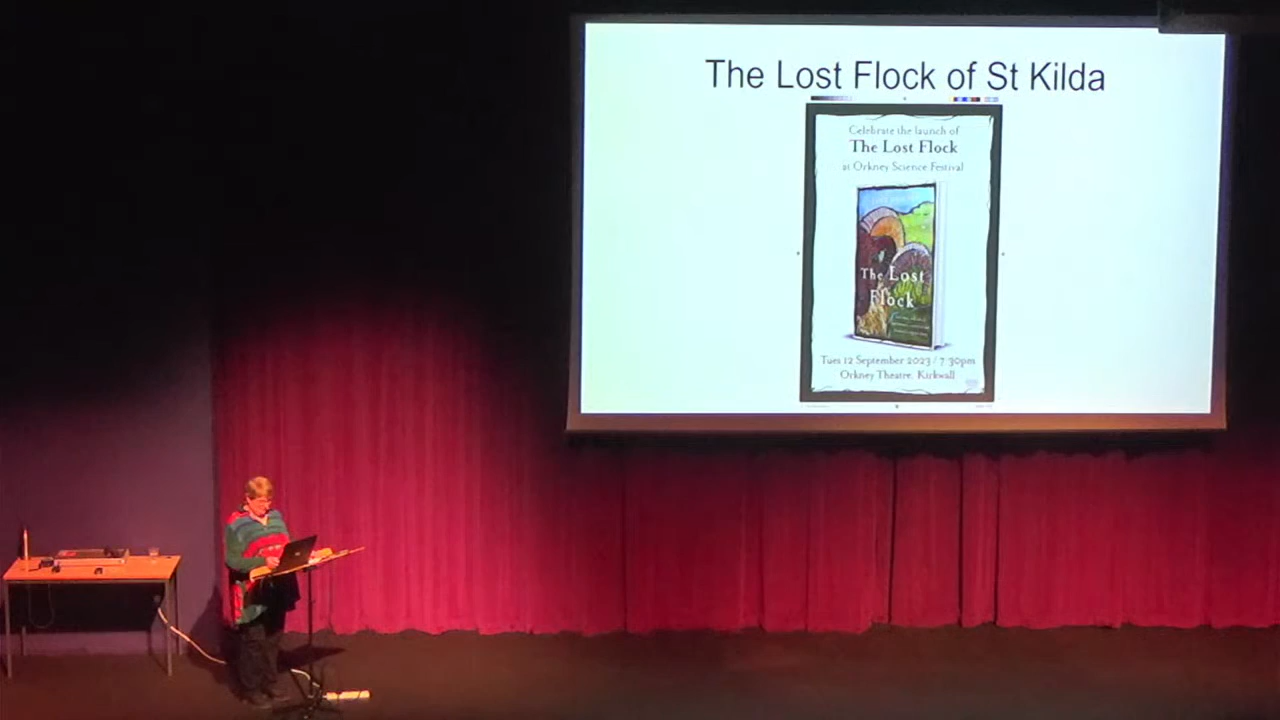 The Lost Flock of St Kilda
Celebrate the launch of
The Lost Flock
at Orkney Science Festival
The Lost
Flock
Tues 12 September 2023 / 7.30pm
Orkney Theatre, Kirkwall